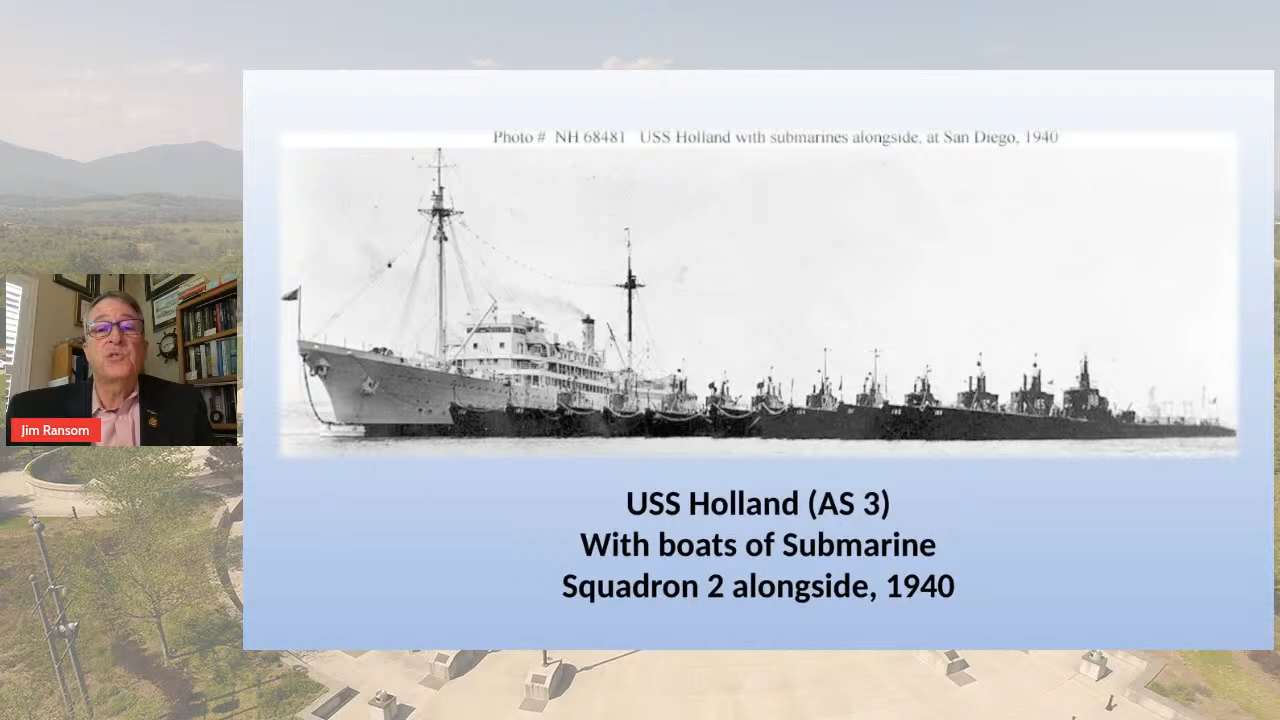 Photo # NH 68481 USS Holland with submarines alongside, at San Diego, 1940
Jim Ransom
USS Holland (AS 3)
With boats of Submarine
Squadron 2 alongside, 1940